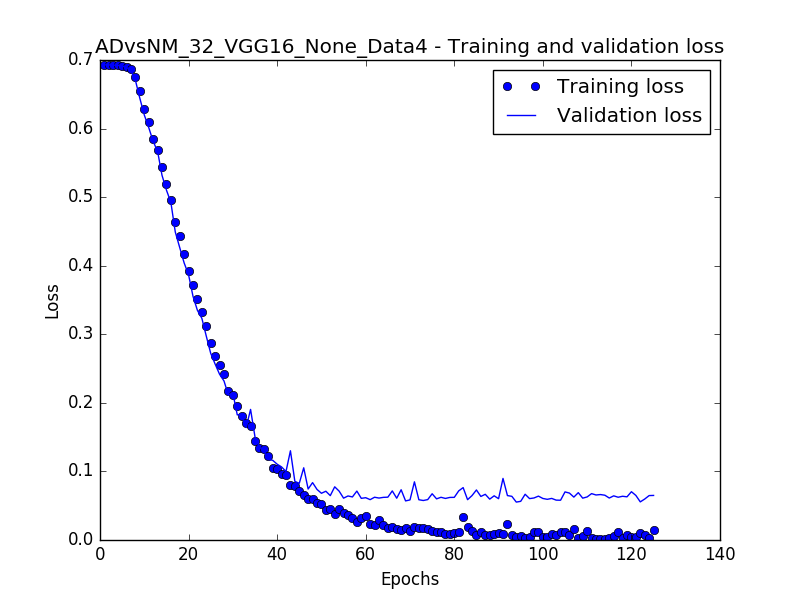 ADvsNM_32_VGG16_None_Data4 - Training and validation loss
Training loss
Validation loss
0.7
0.6
0.5
0.4
0.3
0.2
0.1
0.0
Loss
0 20 40 60 80 100 120 140
Epochs